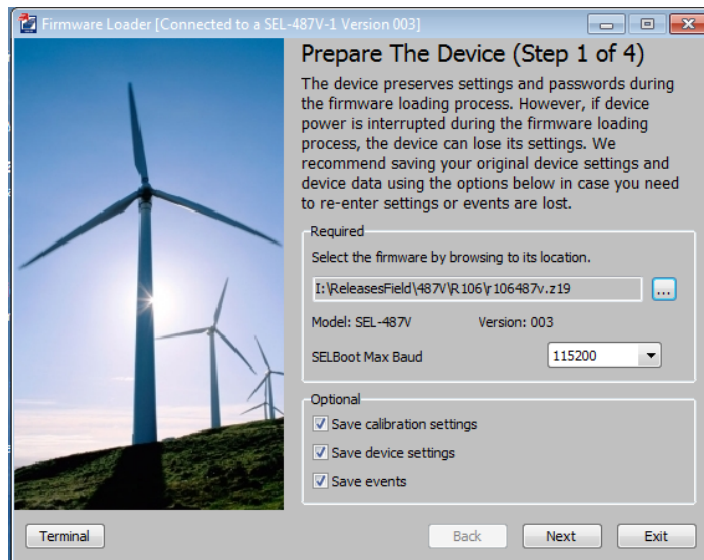 Firmware Loader [Connected to a SEL-487V-1 Version 003]
Prepare The Device (Step 1 of 4)
The device preserves settings and passwords during
the firmware loading process. However, if device
power is interrupted during the firmware loading
process, the device can lose its settings. We
recommend saving your original device settings and
device data using the options below in case you need
to re-enter settings or events are lost.
Required
Select the firmware by browsing to its location.
I:\ReleasesField\487V\R106\r106487v.z19
...
Model: SEL-487V Version: 003
SELBoot Max Baud 115200
Optional
Save calibration settings
Save device settings
Save events
Terminal Back Next Exit